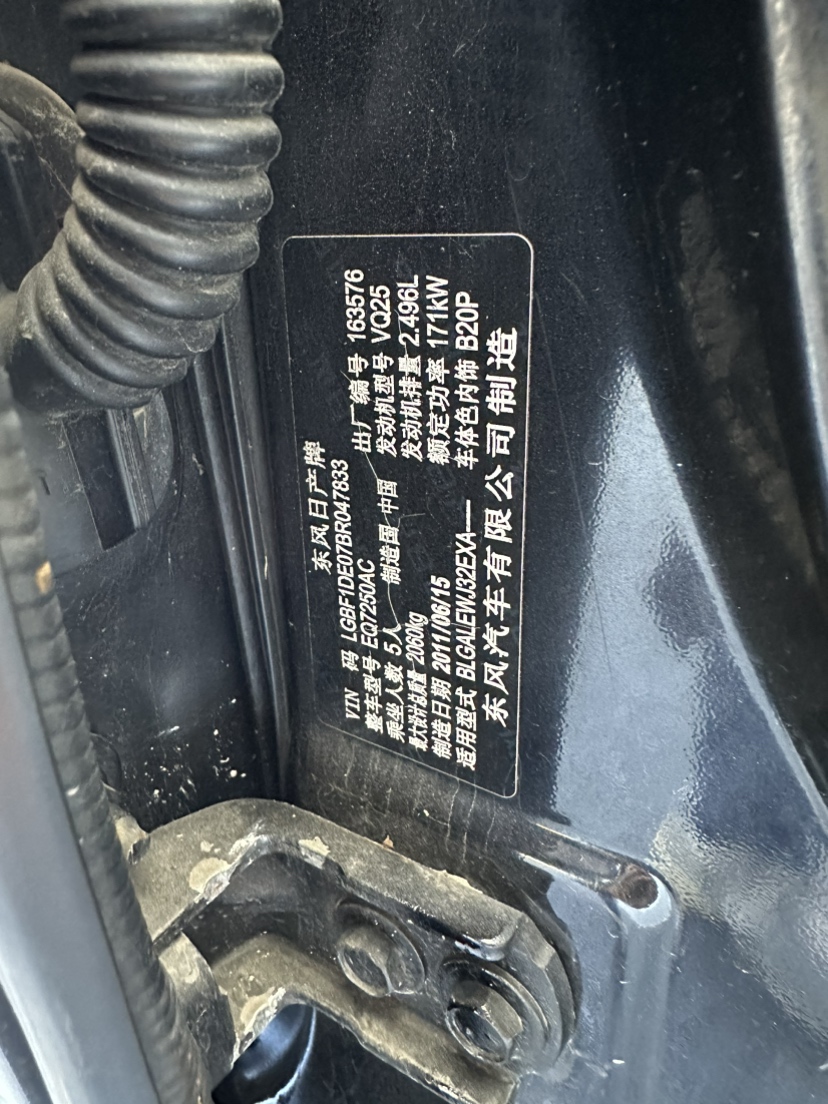 东风日产牌
VIN 码 LGBF1DE07BR047833 出厂编号 163576
整车型号 EQ7250AC 发动机型号 VQ25
乘坐人数 5人 制造国 中国 发动机排量 2.496L
最大设计总质量 2060kg 额定功率 171kW
制造日期 2011/06/15 车体色内饰 B20P
适用型式 BLGALEWJ32EXA—
东风汽车有限公司制造